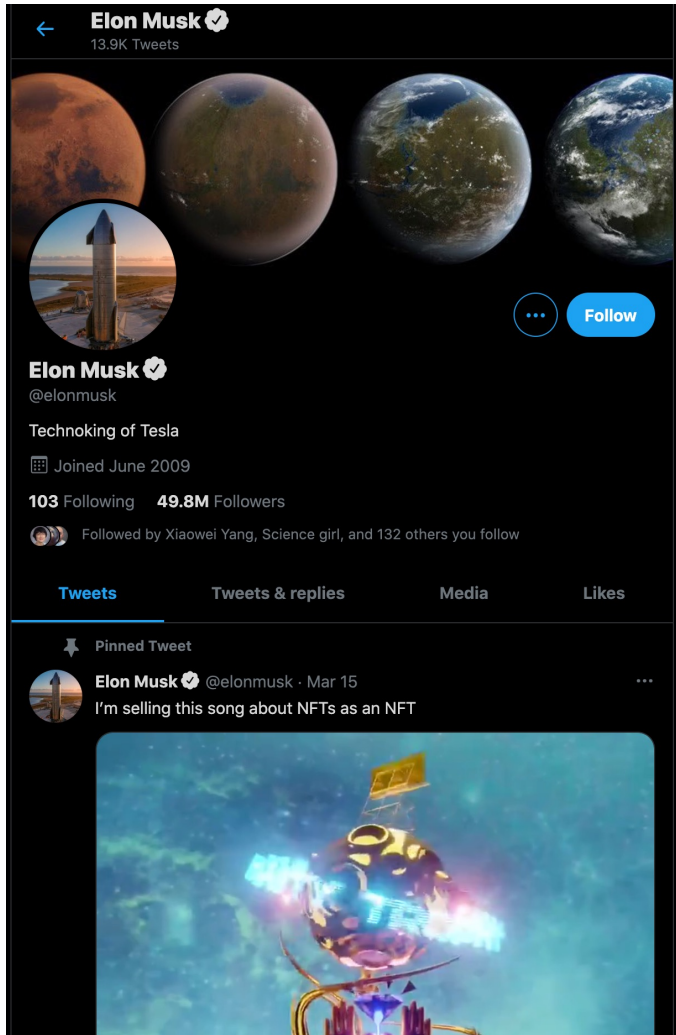 Elon Musk
13.9K Tweets
Follow
Elon Musk
@elonmusk
Technoking of Tesla
Joined June 2009
103 Following 49.8M Followers
Followed by Xiaowei Yang, Science girl, and 132 others you follow
Tweets Tweets & replies Media Likes
Pinned Tweet
Elon Musk @elonmusk · Mar 15
I’m selling this song about NFTs as an NFT